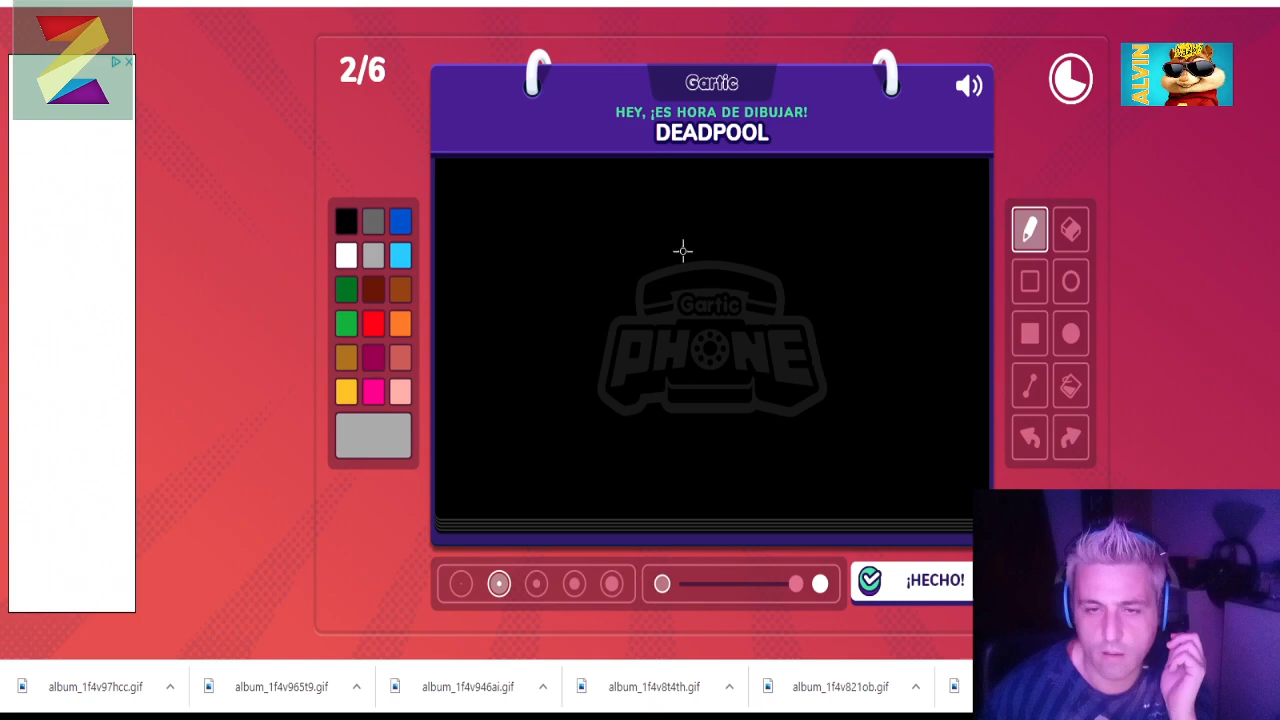 2/6
Gartic
HEY, ¡ES HORA DE DIBUJAR!
DEADPOOL
ALVIN
Gartic
PHONE
¡HECHO!
album_1f4v97hcc.gif
album_1f4v965t9.gif
album_1f4v946ai.gif
album_1f4v8t4th.gif
album_1f4v821ob.gif